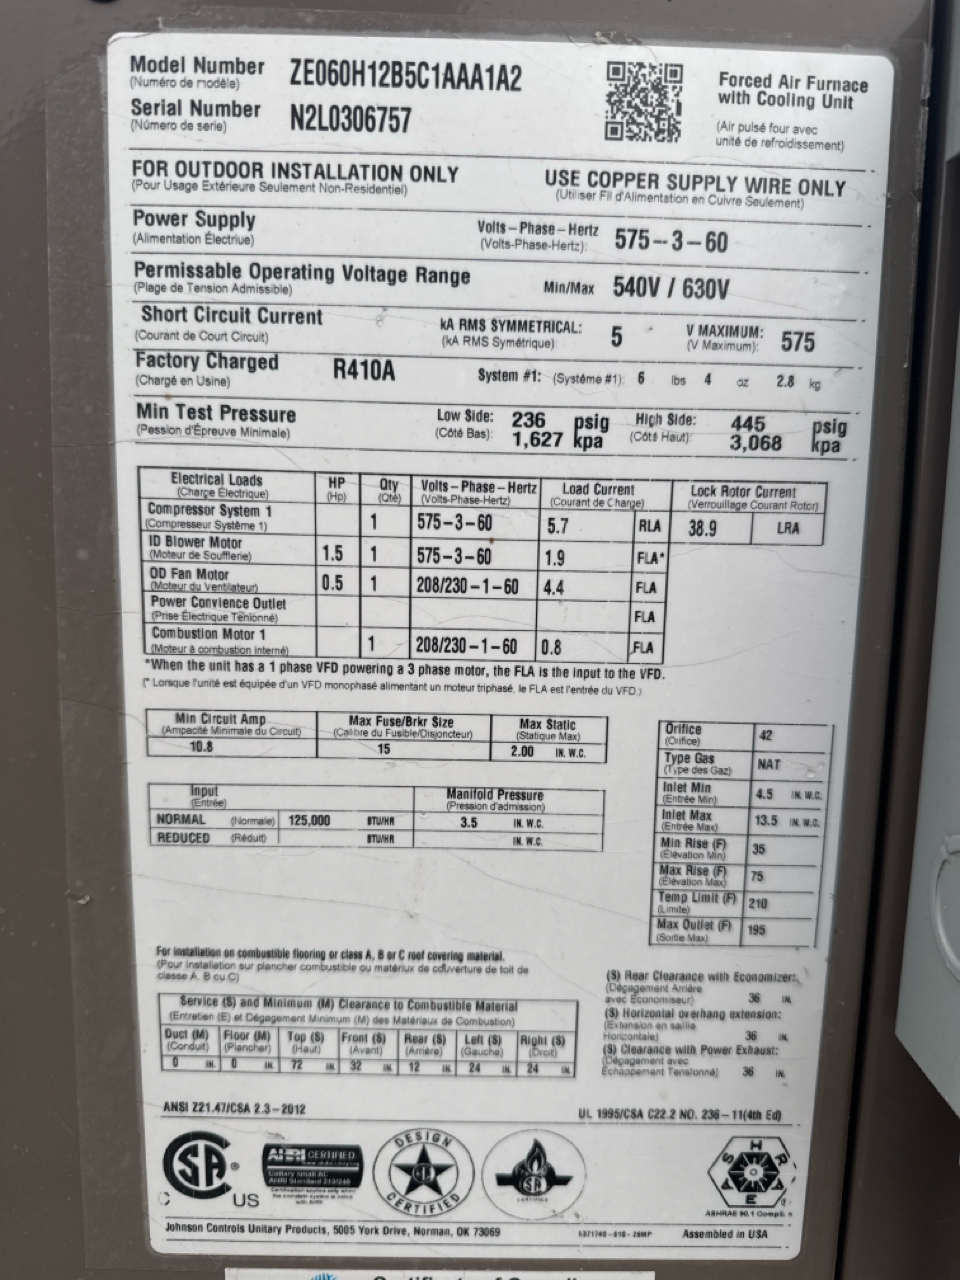 Model Number ZE060H12B5C1AAA1A2
(Numéro de modèle)
Serial Number N2L0306757
(Número de serie)
Forced Air Furnace
with Cooling Unit
(Air pulsé four avec
unité de refroidissement)
FOR OUTDOOR INSTALLATION ONLY
(Pour Usage Extérieure Seulement Non-Residentiel)
USE COPPER SUPPLY WIRE ONLY
(Utiliser Fil d'Alimentation en Cuivre Seulement)
Power Supply Volts - Phase - Hertz 575--3-60
(Alimentation Électriue) (Volts-Phase-Hertz):
Permissable Operating Voltage Range Min/Max 540V / 630V
(Plage de Tension Admissible)
Short Circuit Current kA RMS SYMMETRICAL: 5 V MAXIMUM: 575
(Courant de Court Circuit) (kA RMS Symétrique): (V Maximum):
Factory Charged R410A System #1: (Système #1): 6 lbs 4 oz 2.8 kg
(Chargé en Usine)
Min Test Pressure Low Side: 236 psig High Side: 445 psig
(Pession d'Épreuve Minimale) (Côté Bas): 1,627 kpa (Côté Haut): 3,068 kpa
Electrical Loads HP Qty Volts - Phase - Hertz Load Current Lock Rotor Current
(Charge Électrique) (Hp) (Qté) (Volts-Phase-Hertz) (Courant de Charge) (Verrouillage Courant Rotor)
Compressor System 1 1 575-3-60 5.7 RLA 38.9 LRA
(Compresseur Système 1)
ID Blower Motor 1.5 1 575-3-60 1.9 FLA*
(Moteur de Soufflerie)
OD Fan Motor 0.5 1 208/230-1-60 4.4 FLA
(Moteur du Ventilateur)
Power Convience Outlet FLA
(Prise Électrique Tenionné)
Combustion Motor 1 1 208/230-1-60 0.8 FLA
(Moteur à combustion interné)
*When the unit has a 1 phase VFD powering a 3 phase motor, the FLA is the input to the VFD.
(* Lorsque l'unité est équipée d'un VFD monophasé alimentant un moteur triphasé, le FLA est l'entrée du VFD.)
Min Circuit Amp Max Fuse/Brkr Size Max Static
(Ampacité Minimale du Circuit) (Calibre du Fusible/Disjoncteur) (Statique Max)
10.8 15 2.00 IN. W.C.
Input Manifold Pressure
(Entrée) (Pression d'admission)
NORMAL (Normale) 125,000 BTU/HR 3.5 IN. W.C.
REDUCED (Réduit) BTU/HR IN. W.C.
Orifice 42
(Orifice)
Type Gas NAT
(Type des Gaz)
Inlet Min 4.5 IN. W.C.
(Entrée Min)
Inlet Max 13.5 IN. W.C.
(Entrée Max)
Min Rise (F) 35
(Élévation Min)
Max Rise (F) 75
(Élévation Max)
Temp Limit (F) 210
(Limite)
Max Outlet (F) 195
(Sortie Max)
For installation on combustible flooring or class A, B or C roof covering material.
(Pour installation sur plancher combustible ou matériux de couverture de toit de
classe A, B cu C)
Service (S) and Minimum (M) Clearance to Combustible Material
(Entretien (E) et Dégagement Minimum (M) des Matériaux de Combustion)
Duct (M) Floor (M) Top (S) Front (S) Rear (S) Left (S) Right (S)
(Conduit) (Plancher) (Haut) (Avant) (Arrière) (Gauche) (Droit)
0 IN. 0 IN. 72 IN. 32 IN. 12 IN. 24 IN. 24 IN.
(S) Rear Clearance with Economizer:
(Dégagement Arrière
avec Économiseur) 36 IN.
(S) Horizontal overhang extension:
(Extension en saillie
Horizontale) 36 IN.
(S) Clearance with Power Exhaust:
(Dégagement avec
Échappement Tensionné) 36 IN.
ANSI Z21.47/CSA 2.3-2012
UL 1995/CSA C22.2 NO. 236-11(4th Ed)
SA ® US
AHRI CERTIFIED
Unitary Small AC
AHRI Standard 210/240
DESIGN CERTIFIED
ASHRAE
ASHRAE 90.1
Johnson Controls Unitary Products, 5005 York Drive, Norman, OK 73069
Assembled in USA